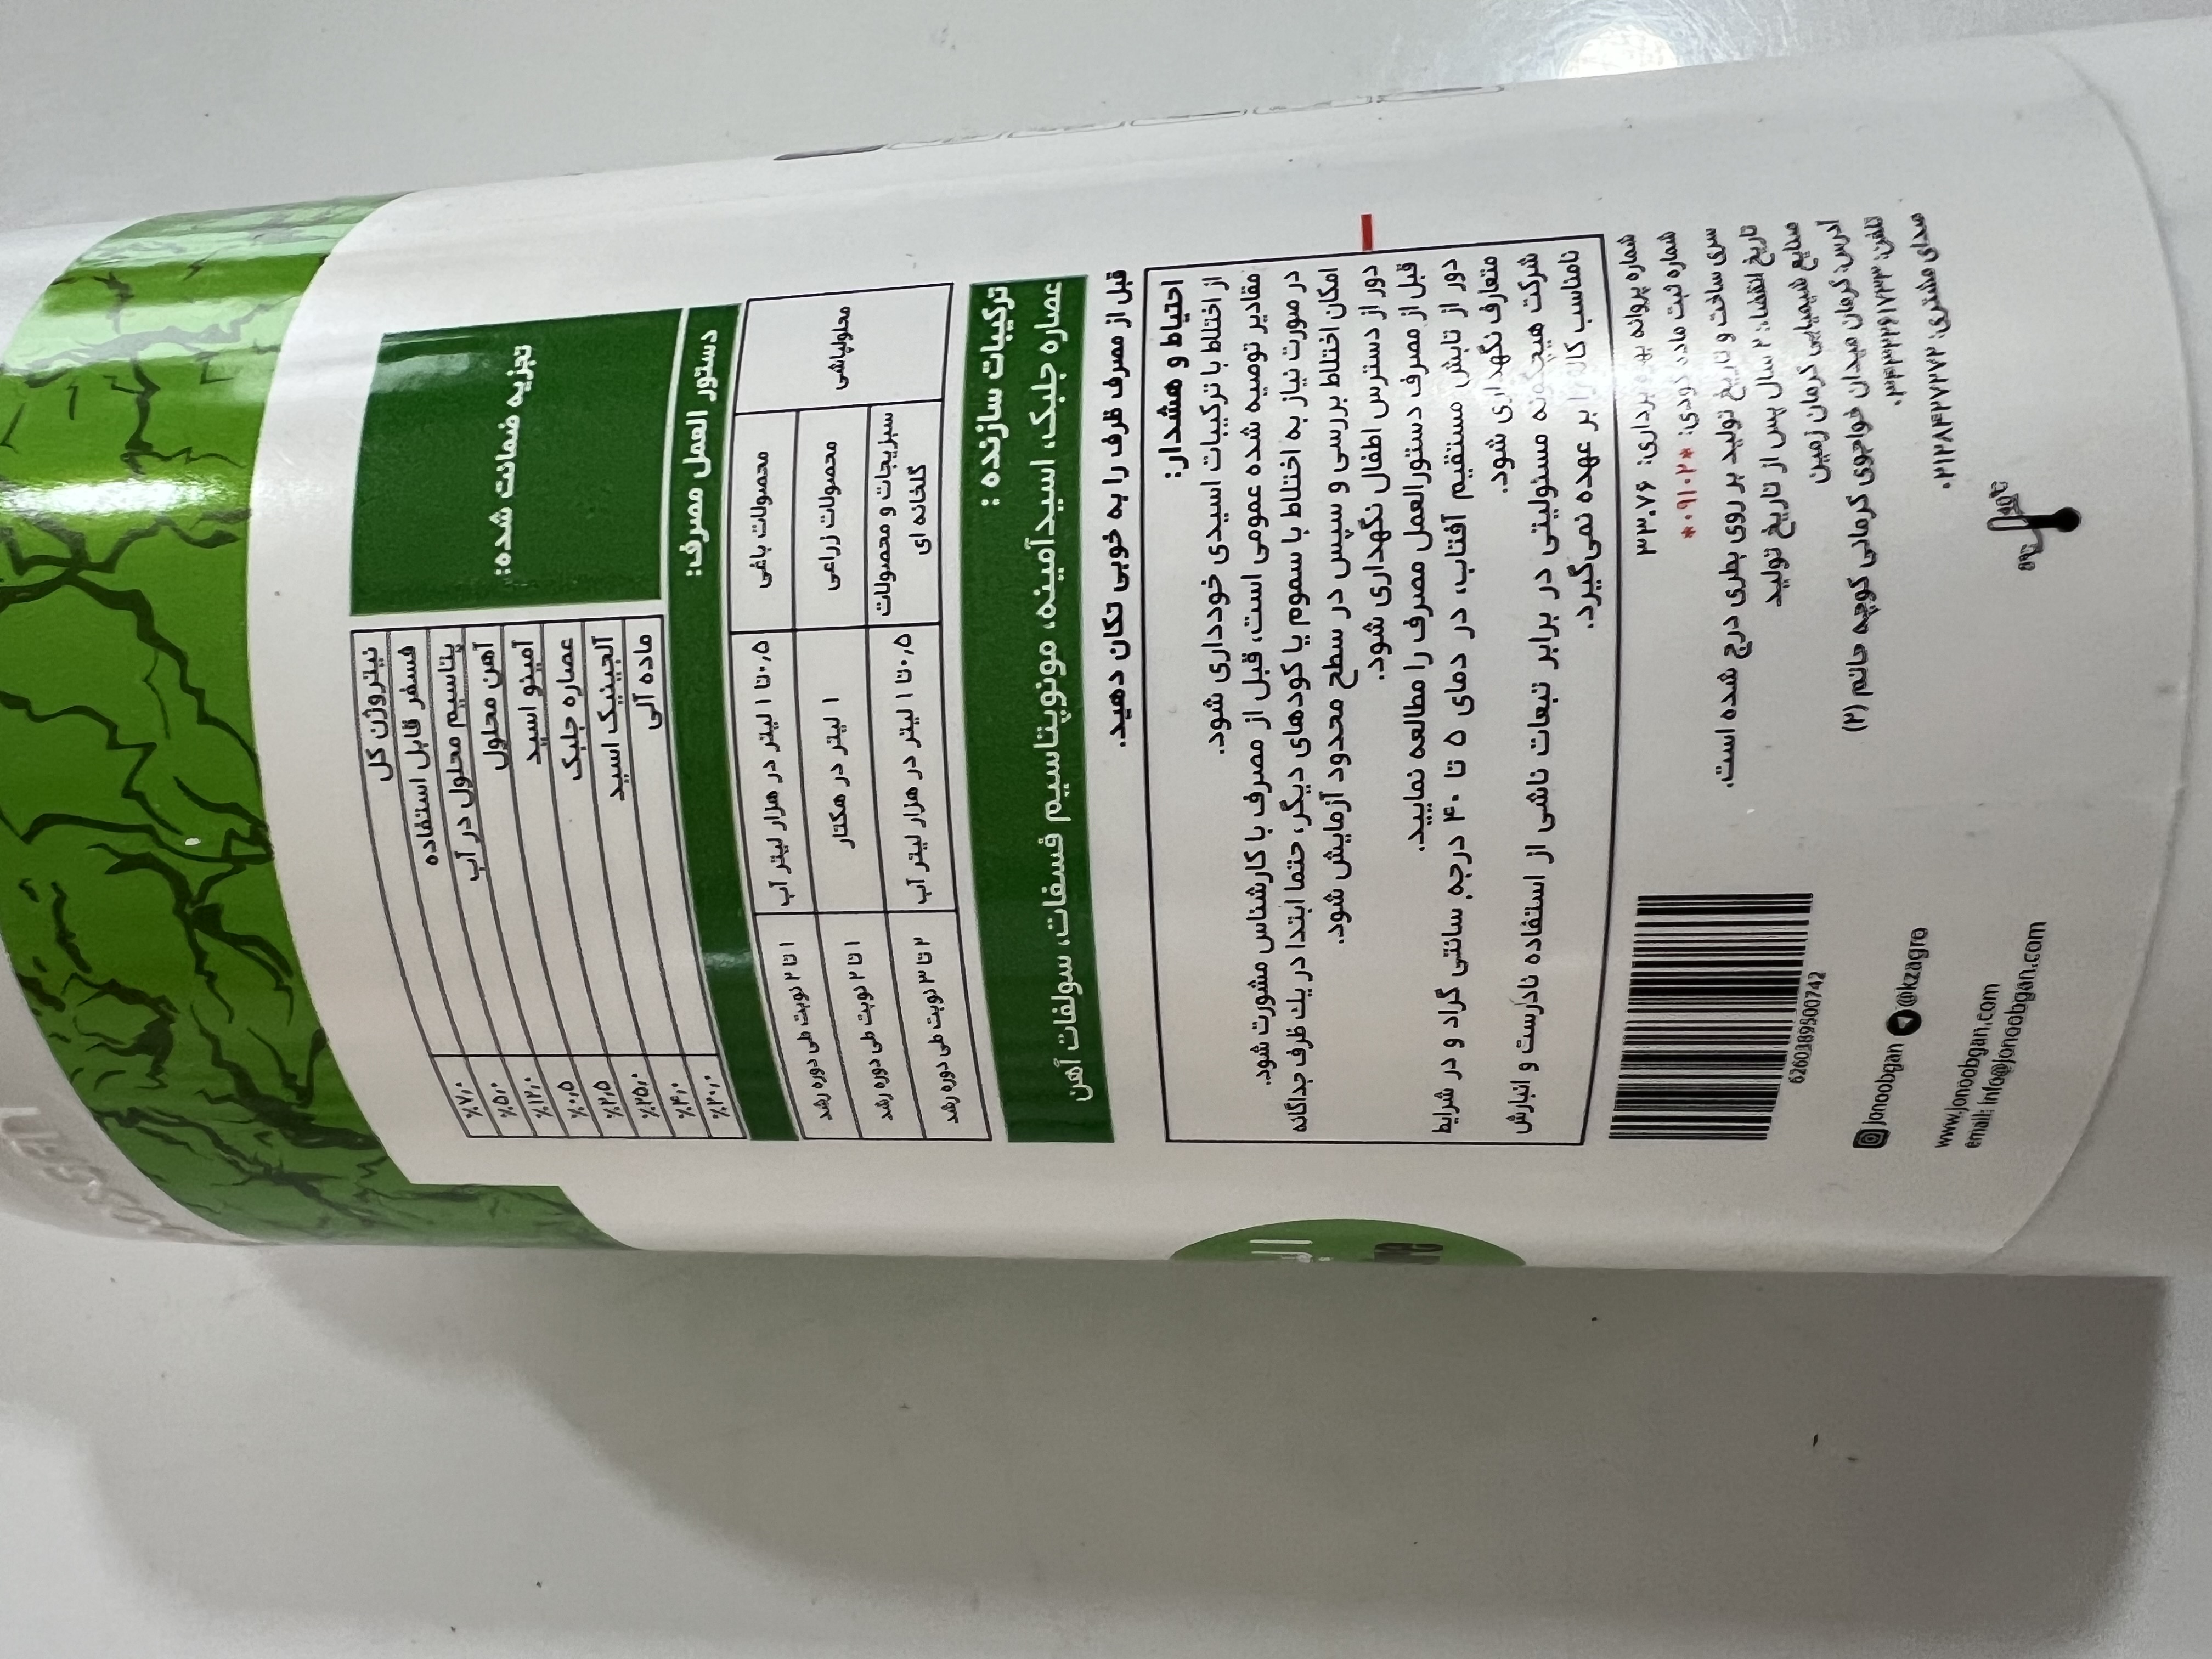 تجزیه ضمانت شده:
نیتروژن کل ٪۷٫۰
فسفر قابل استفاده ٪۵٫۰
پتاسیم محلول در آب ٪۱۲٫۰
آهن محلول ٪۰٫۵
آمینو اسید ٪۲٫۵
عصاره جلبک ٪۲۵٫۰
آلجینیک اسید ٪۴٫۰
ماده آلی ٪۲۰٫۰
دستور العمل مصرف:
محلولپاشی
محصولات باغی ۰٫۵ تا ۱ لیتر در هزار لیتر آب ۱ تا ۲ نوبت طی دوره رشد
محصولات زراعی ۱ لیتر در هکتار ۱ تا ۲ نوبت طی دوره رشد
سبزیجات و محصولات گلخانه ای ۰٫۵ تا ۱ لیتر در هزار لیتر آب ۲ تا ۳ نوبت طی دوره رشد
ترکیبات سازنده :
عصاره جلبک، اسیدآمینه، مونوپتاسیم فسفات، سولفات آهن
قبل از مصرف ظرف را به خوبی تکان دهید.
احتیاط و هشدار:
از اختلاط با ترکیبات اسیدی خودداری شود.
مقادیر توصیه شده عمومی است، قبل از مصرف با کارشناس مشورت شود.
در صورت نیاز به اختلاط با سموم یا کودهای دیگر، حتما ابتدا در یک ظرف جداگانه
امکان اختلاط بررسی و سپس در سطح محدود آزمایش شود.
دور از دسترس اطفال نگهداری شود.
قبل از مصرف دستورالعمل مصرف را مطالعه نمایید.
دور از تابش مستقیم آفتاب، در دمای ۵ تا ۴۰ درجه سانتی گراد و در شرایط
متعارف نگهداری شود.
شرکت هیچگونه مسئولیتی در برابر تبعات ناشی از استفاده نادرست و انبارش
نامناسب کالا را بر عهده نمی‌گیرد.
شماره پروانه بهره برداری: ۳۳۰۷۶
شماره ثبت ماده کودی:
سری ساخت و تاریخ تولید بر روی بطری درج شده است.
تاریخ انقضا: ۲ سال پس از تاریخ تولید
صنایع شیمیایی کرمان زمین
آدرس: کرمان میدان خواجوی کرمانی کوچه حاتم (۲)
6260389500742
jonoobgan @kzagro
www.jonoobgan.com
email: info@jonoobgan.com